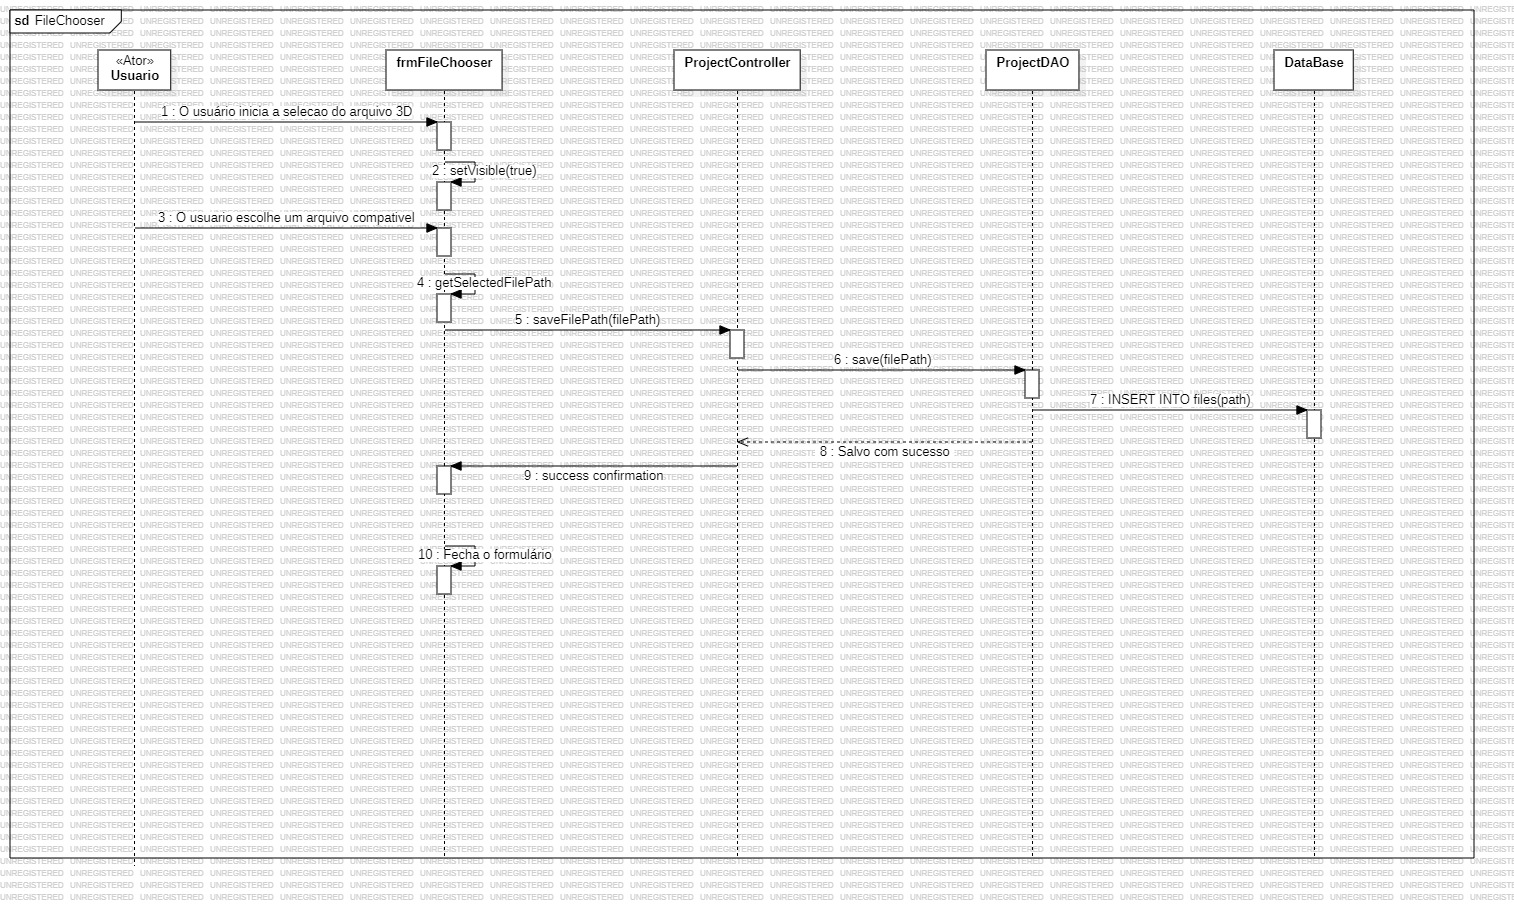 sd FileChooser
«Ator»
Usuario
frmFileChooser
ProjectController
ProjectDAO
DataBase
1 : O usuário inicia a selecao do arquivo 3D
2 : setVisible(true)
3 : O usuario escolhe um arquivo compativel
4 : getSelectedFilePath
5 : saveFilePath(filePath)
6 : save(filePath)
7 : INSERT INTO files(path)
8 : Salvo com sucesso
9 : success confirmation
10 : Fecha o formulário
UNREGISTERED